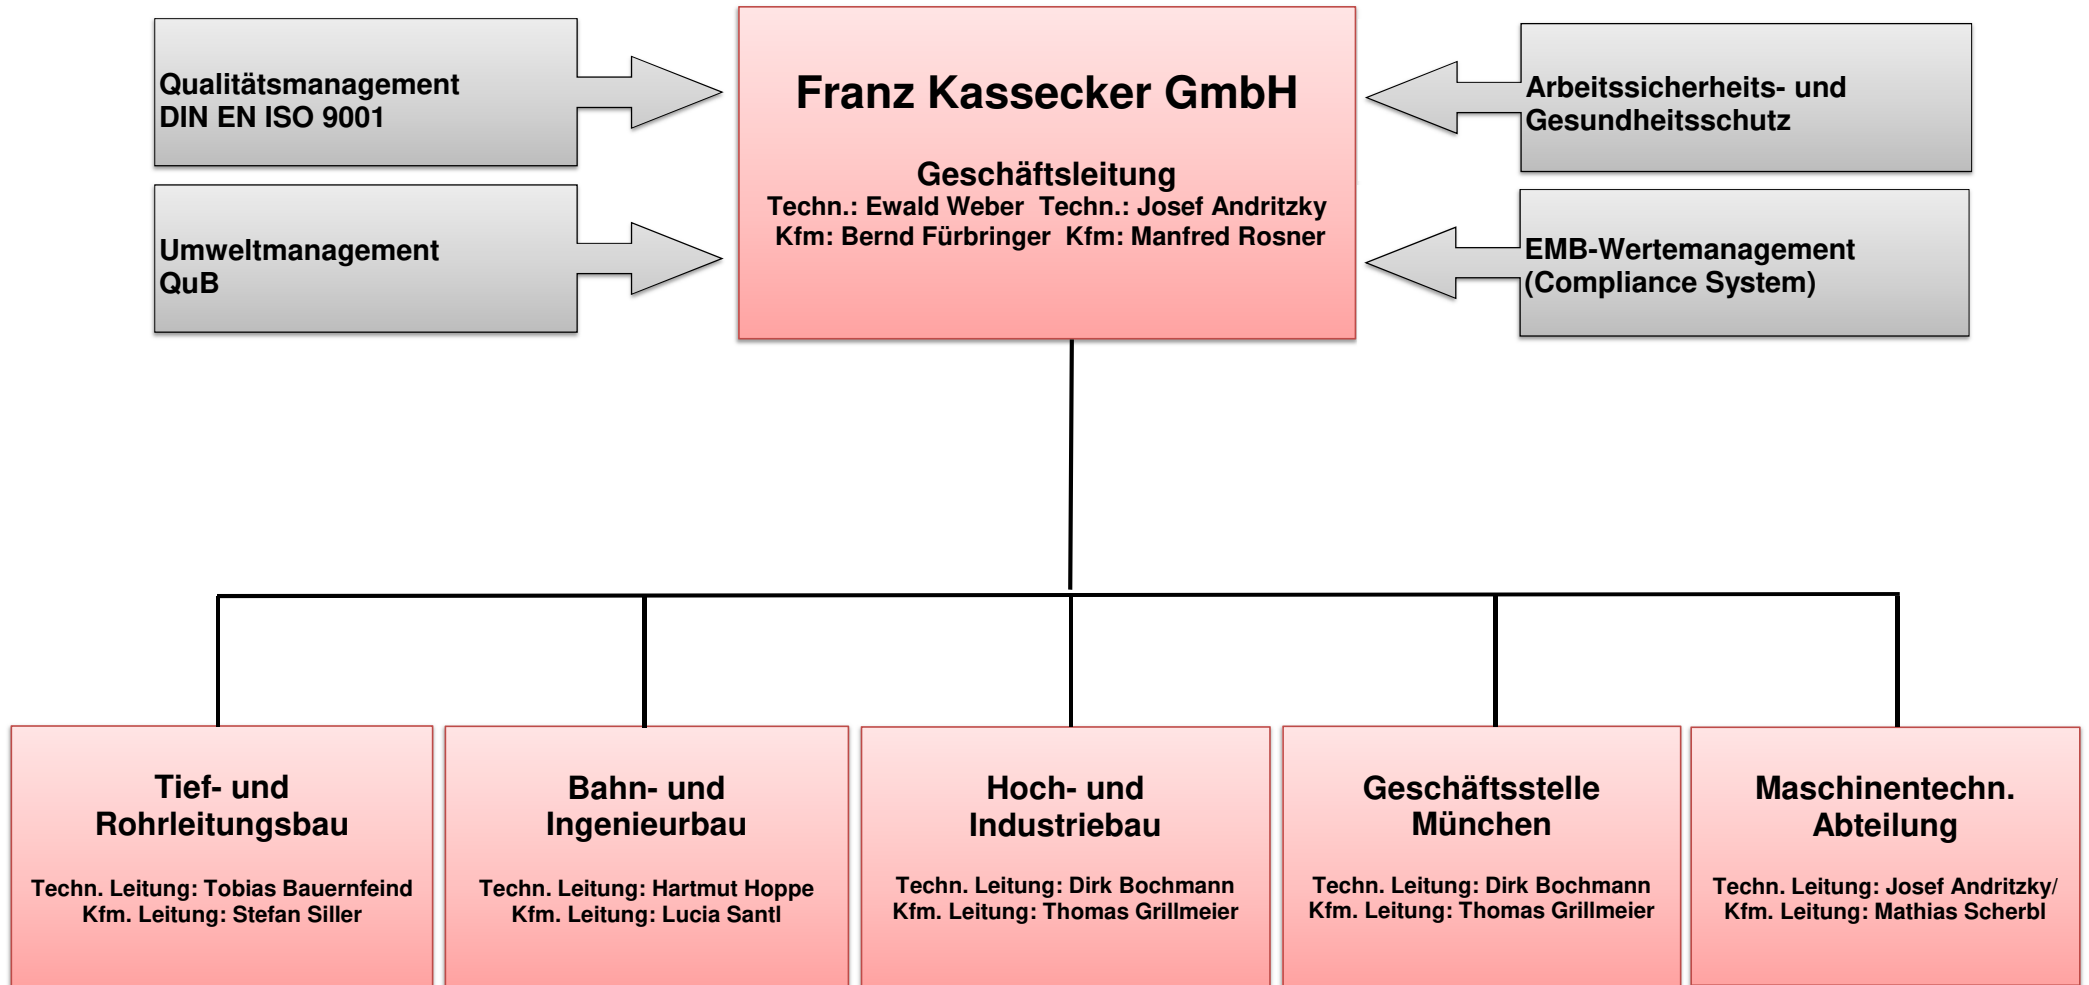 Qualitätsmanagement
DIN EN ISO 9001
Umweltmanagement
QuB
Franz Kassecker GmbH
Geschäftsleitung
Techn.: Ewald Weber  Techn.: Josef Andritzky
Kfm: Bernd Fürbringer  Kfm: Manfred Rosner
Arbeitssicherheits- und
Gesundheitsschutz
EMB-Wertemanagement
(Compliance System)
Tief- und
Rohrleitungsbau
Techn. Leitung: Tobias Bauernfeind
Kfm. Leitung: Stefan Siller
Bahn- und
Ingenieurbau
Techn. Leitung: Hartmut Hoppe
Kfm. Leitung: Lucia Santl
Hoch- und
Industriebau
Techn. Leitung: Dirk Bochmann
Kfm. Leitung: Thomas Grillmeier
Geschäftsstelle
München
Techn. Leitung: Dirk Bochmann
Kfm. Leitung: Thomas Grillmeier
Maschinentechn.
Abteilung
Techn. Leitung: Josef Andritzky/
Kfm. Leitung: Mathias Scherbl